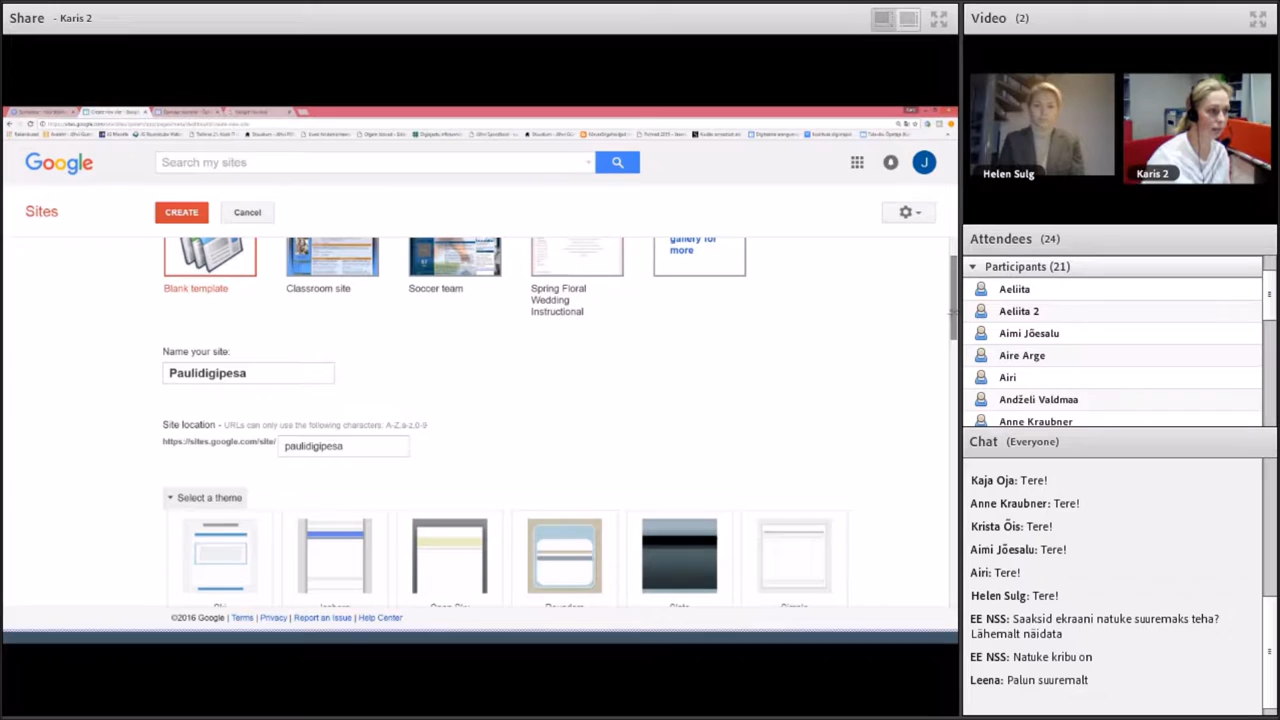 Share - Karis 2
Video (2)
Helen Sulg
Karis 2
Google
Search my sites
J
Sites
CREATE
Cancel
gallery for
more
Blank template
Classroom site
Soccer team
Spring Floral
Wedding
Instructional
Name your site:
Paulidigipesa
Site location - URLs can only use the following characters: A-Z,a-z,0-9
https://sites.google.com/site/ paulidigipesa
Select a theme
©2016 Google | Terms | Privacy | Report an Issue | Help Center
Attendees (24)
Participants (21)
Aeliita
Aeliita 2
Aimi Jõesalu
Aire Arge
Airi
Andželi Valdmaa
Anne Kraubner
Chat (Everyone)
Kaja Oja: Tere!
Anne Kraubner: Tere!
Krista Õis: Tere!
Aimi Jõesalu: Tere!
Airi: Tere!
Helen Sulg: Tere!
EE NSS: Saaksid ekraani natuke suuremaks teha?
Lähemalt näidata
EE NSS: Natuke kribu on
Leena: Palun suuremalt